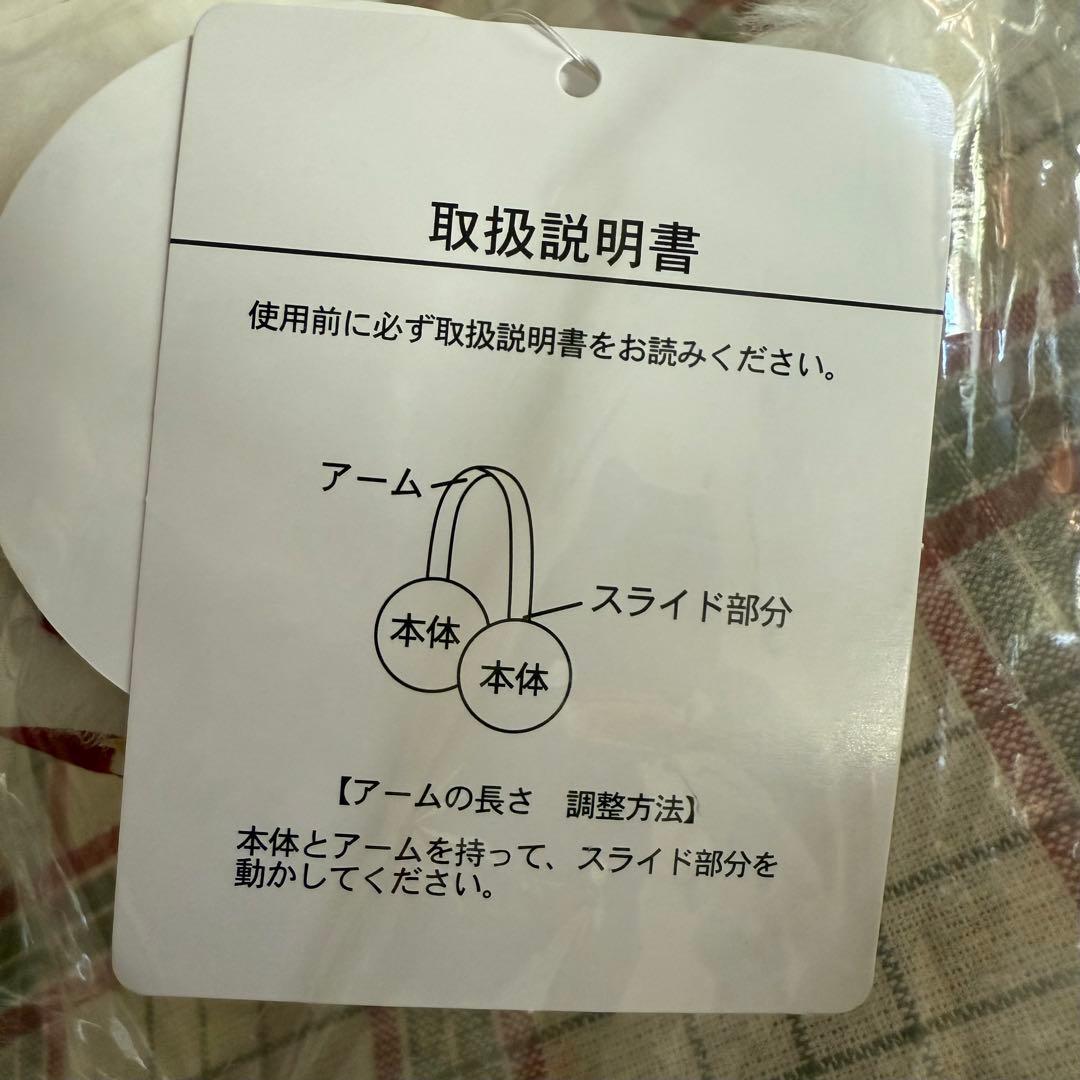 取扱説明書
使用前に必ず取扱説明書をお読みください。
アーム
スライド部分
本体
本体
【アームの長さ　調整方法】
本体とアームを持って、スライド部分を
動かしてください。